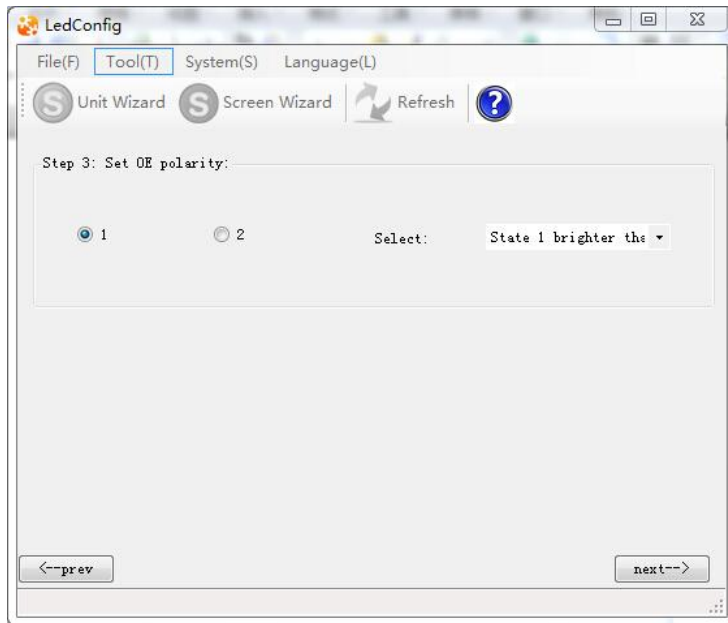 LedConfig
File(F) Tool(T) System(S) Language(L)
S Unit Wizard S Screen Wizard Refresh ?
Step 3: Set OE polarity:
1 2 Select: State 1 brighter tha
<--prev next-->